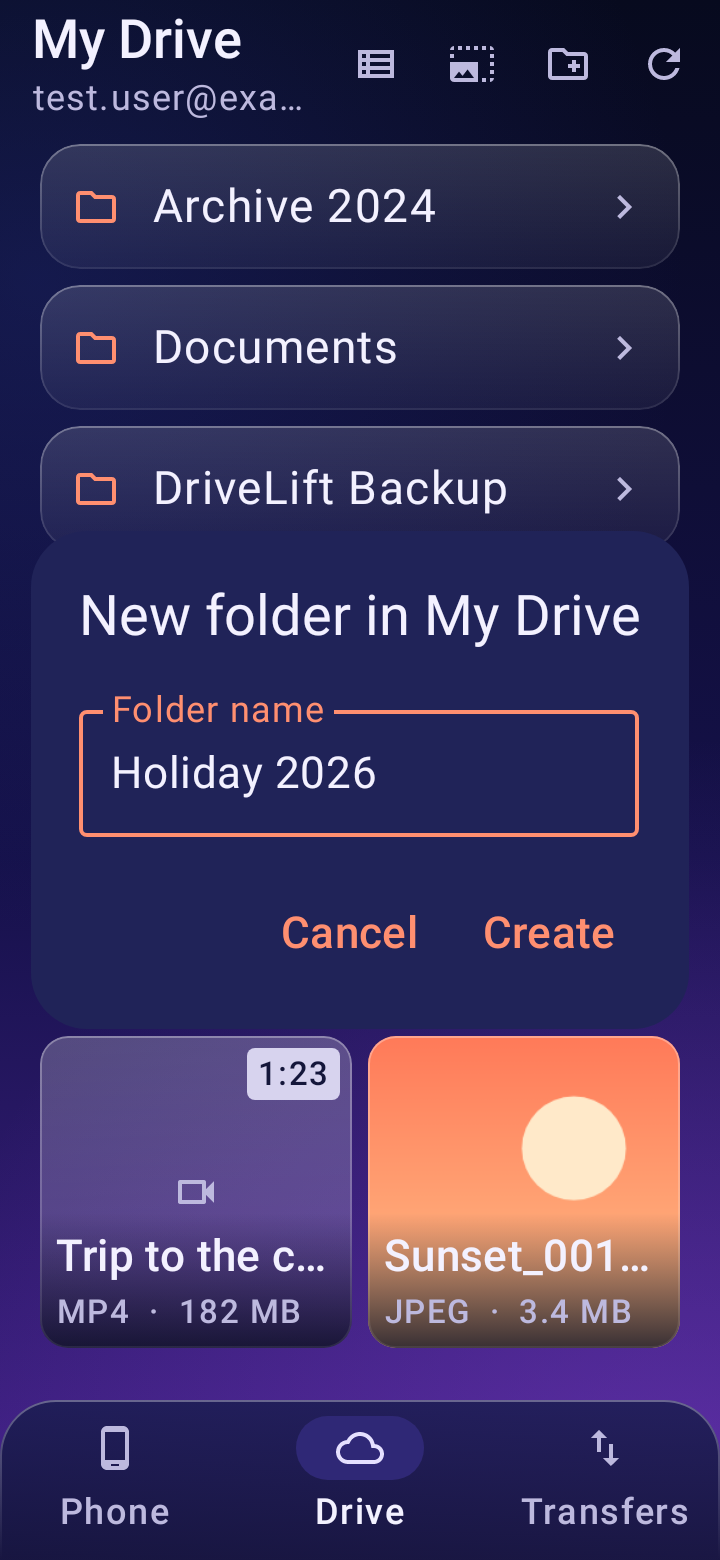 My Drive
test.user@exa…
Archive 2024
Documents
DriveLift Backup
New folder in My Drive
Folder name
Holiday 2026
Cancel Create
1:23
Trip to the c…
MP4 · 182 MB
Sunset_001…
JPEG · 3.4 MB
Phone Drive Transfers